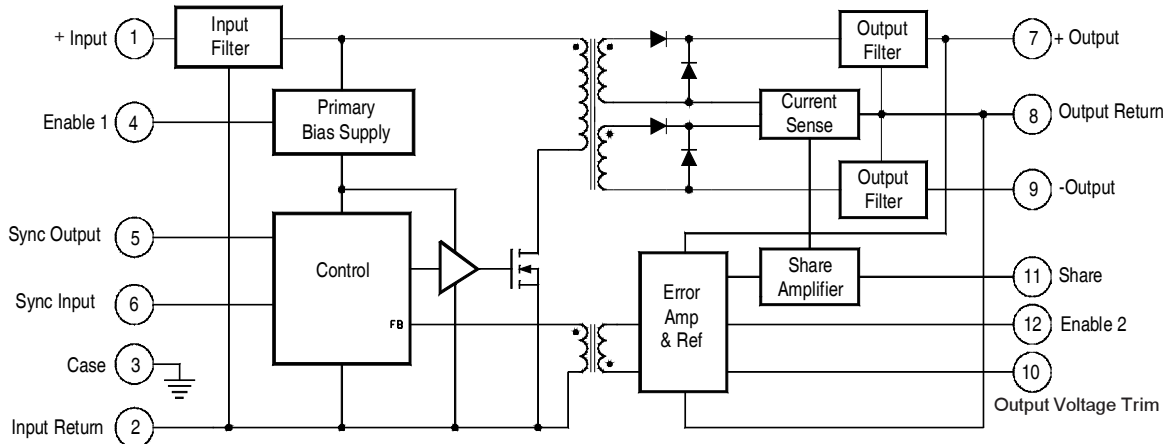 + Input
1
Input
Filter
Output
Filter
7
+ Output
Enable 1
4
Primary
Bias Supply
Current
Sense
8
Output Return
Output
Filter
9
-Output
Sync Output
5
Control
Sync Input
6
FB
Error
Amp
& Ref
Share
Amplifier
11
Share
12
Enable 2
Case
3
10
Output Voltage Trim
Input Return
2